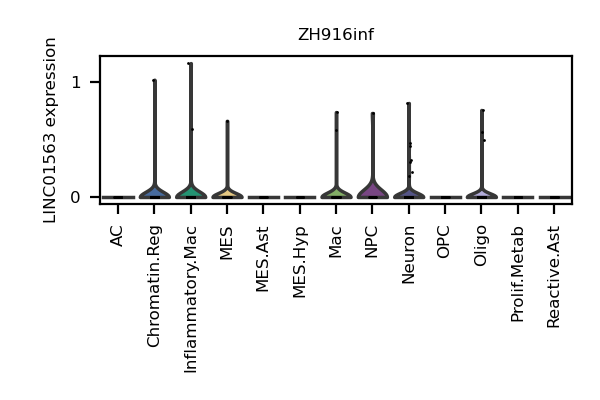 ZH916inf
LINC01563 expression
1
0
AC
Chromatin.Reg
Inflammatory.Mac
MES
MES.Ast
MES.Hyp
Mac
NPC
Neuron
OPC
Oligo
Prolif.Metab
Reactive.Ast